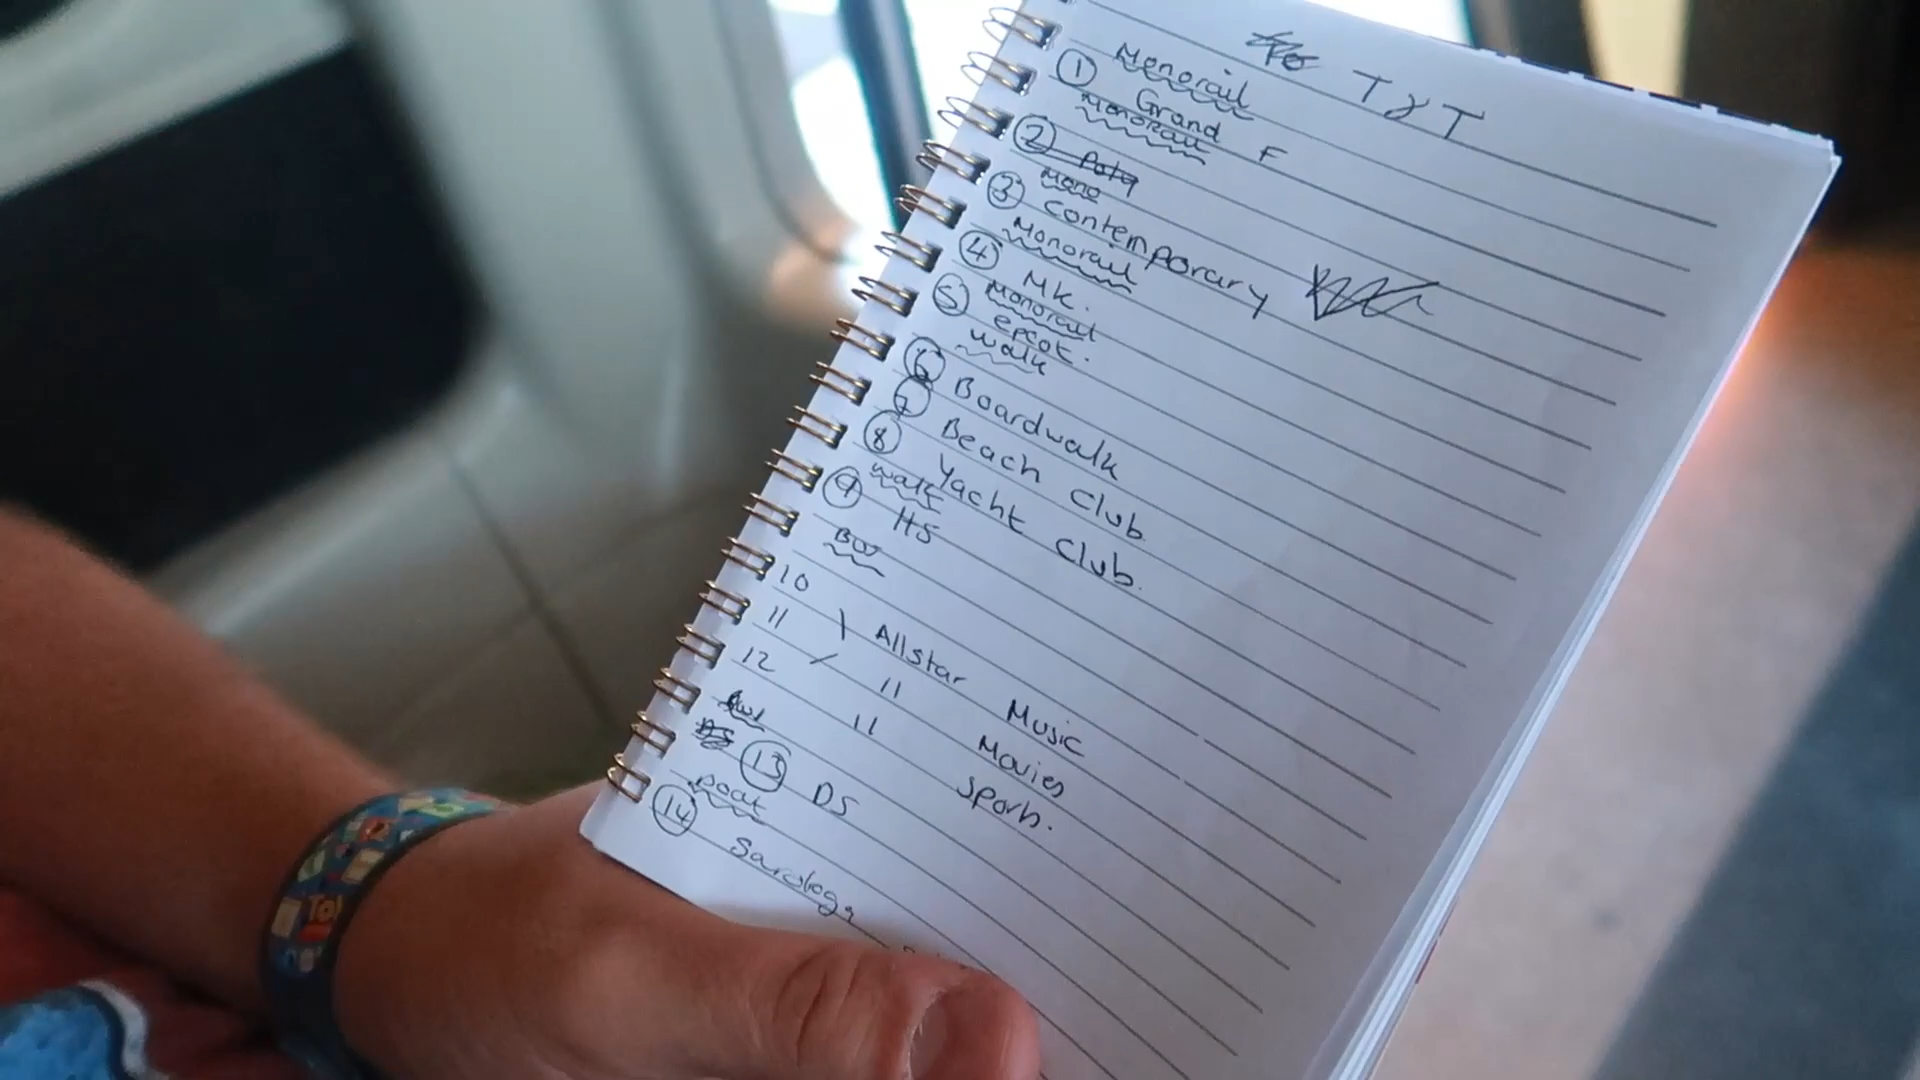 T & T
Monorail
① Grand F
Monorail
② Poly
Mono
③ Contemporary
Monorail
④ MK.
Monorail
⑤ epcot.
walk
⑥ Boardwalk
⑦ Beach Club
⑧ Yacht Club.
walk
⑨ HS
BUS
10 Allstar Music
11 11 Movies
12 11 Sports.
⑬ DS
boat
⑭ Saratoga
To